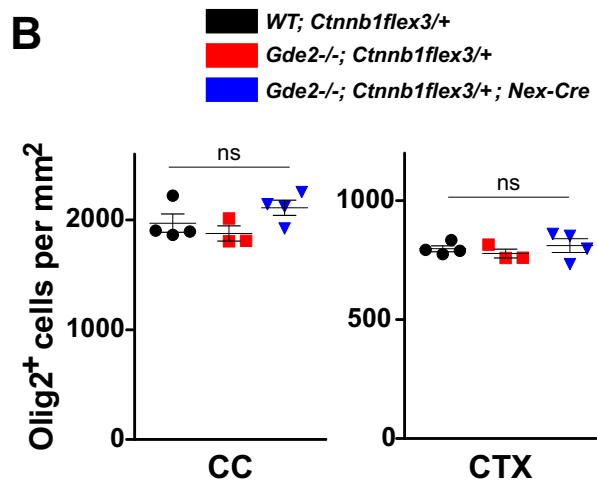 B
WT; Ctnnb1flex3/+
Gde2-/-; Ctnnb1flex3/+
Gde2-/-; Ctnnb1flex3/+ ; Nex-Cre
Olig2+ cells per mm2
ns
2000
1000
0
CC
ns
1000
500
0
CTX